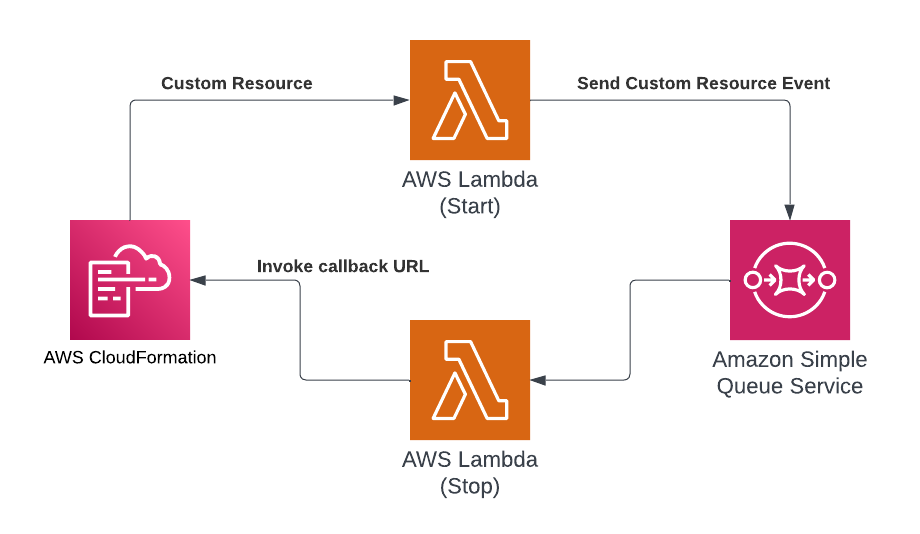 Custom Resource
Send Custom Resource Event
AWS Lambda
(Start)
Invoke callback URL
AWS CloudFormation
Amazon Simple
Queue Service
AWS Lambda
(Stop)